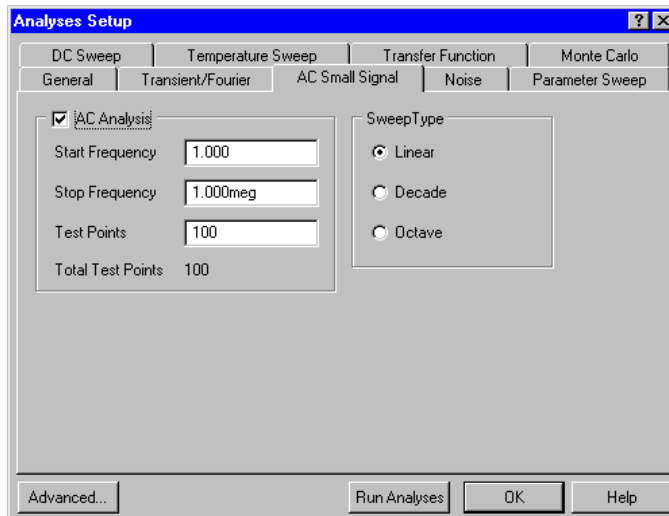 Analyses Setup
DC Sweep Temperature Sweep Transfer Function Monte Carlo
General Transient/Fourier AC Small Signal Noise Parameter Sweep
AC Analysis
Start Frequency 1.000
Stop Frequency 1.000meg
Test Points 100
Total Test Points 100
SweepType
Linear
Decade
Octave
Advanced... Run Analyses OK Help